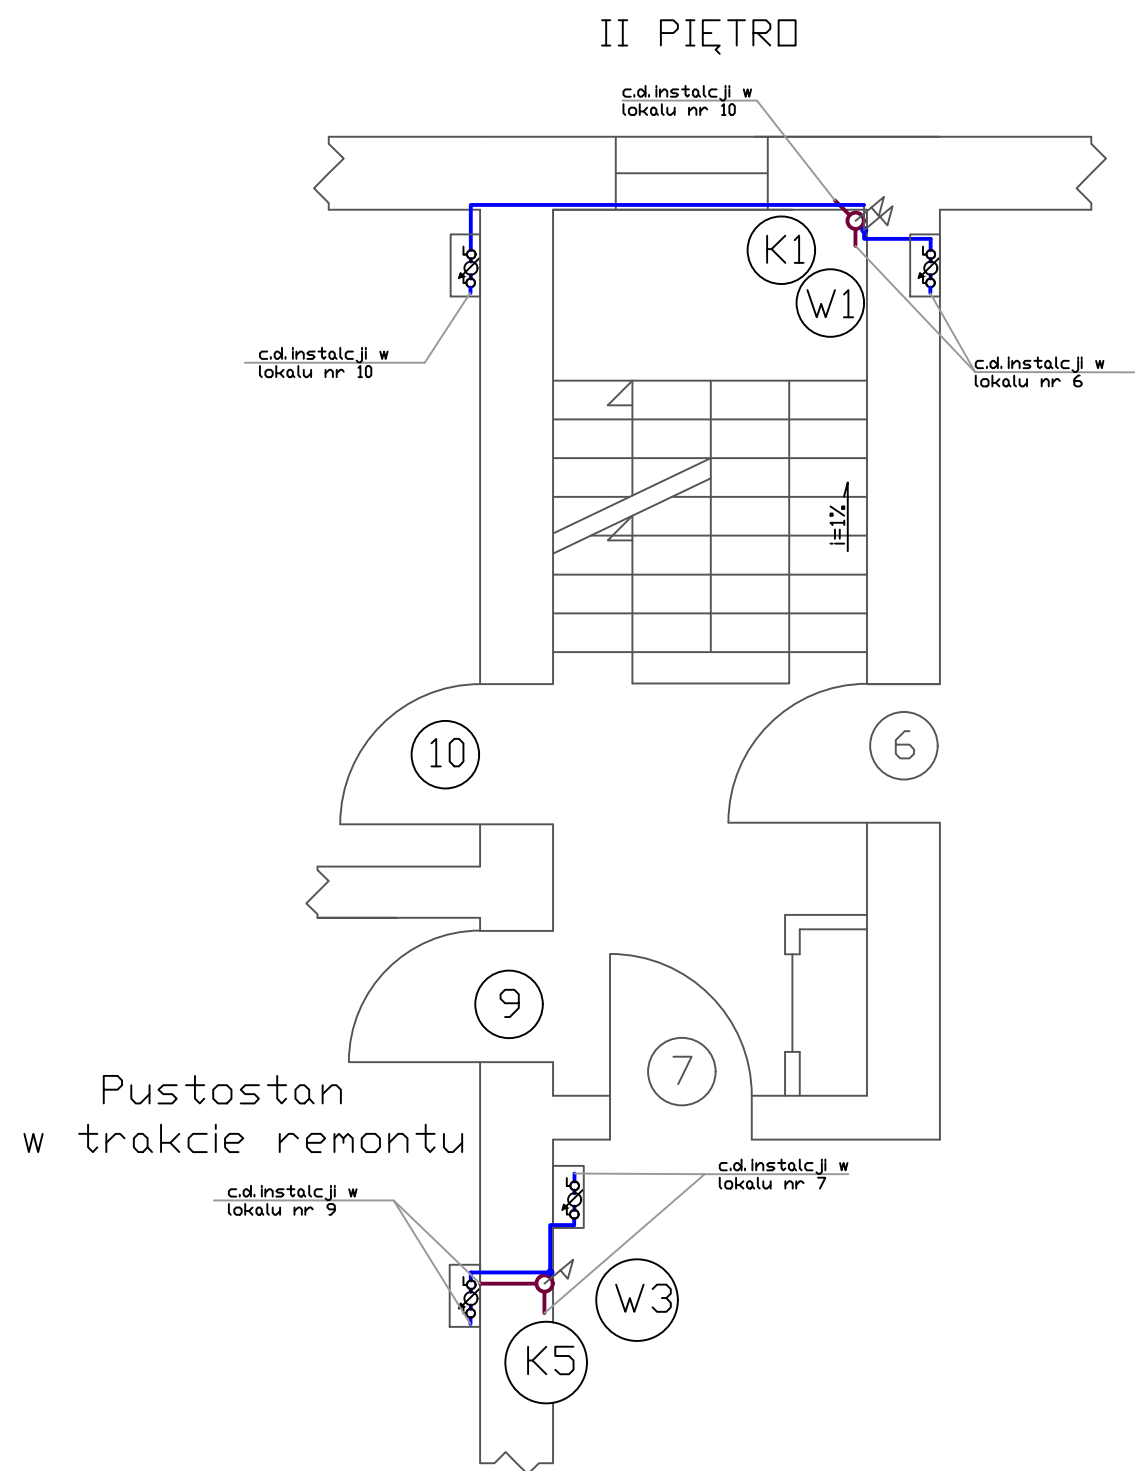 II PIĘTRO
c.d.instalcji w
lokalu nr 10
K1
W1
c.d.instalcji w
lokalu nr 10
c.d.instalcji w
lokalu nr 6
i=1%
10
6
9
7
Pustostan
w trakcie remontu
c.d.instalcji w
lokalu nr 7
c.d.instalcji w
lokalu nr 9
W3
K5